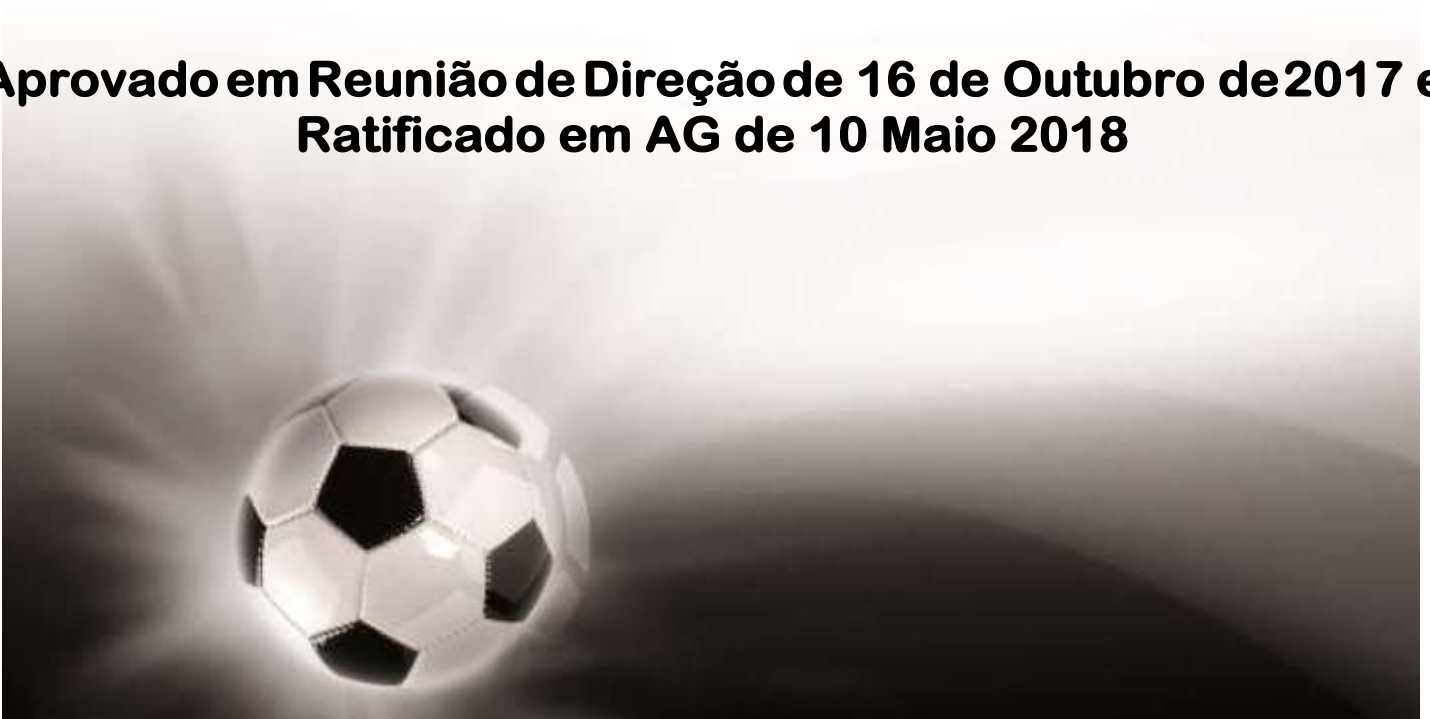 Aprovado em Reunião de Direção de 16 de Outubro de 2017 e
Ratificado em AG de 10 Maio 2018